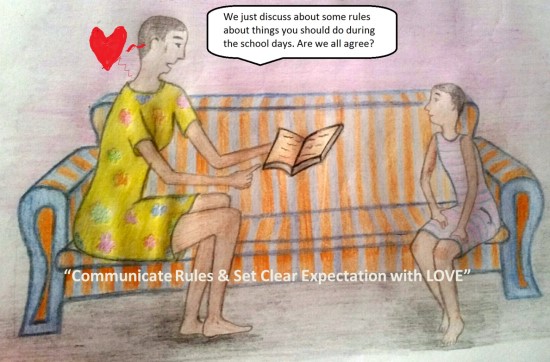 We just discuss about some rules
about things you should do during
the school days. Are we all agree?
“Communicate Rules & Set Clear Expectation with LOVE”